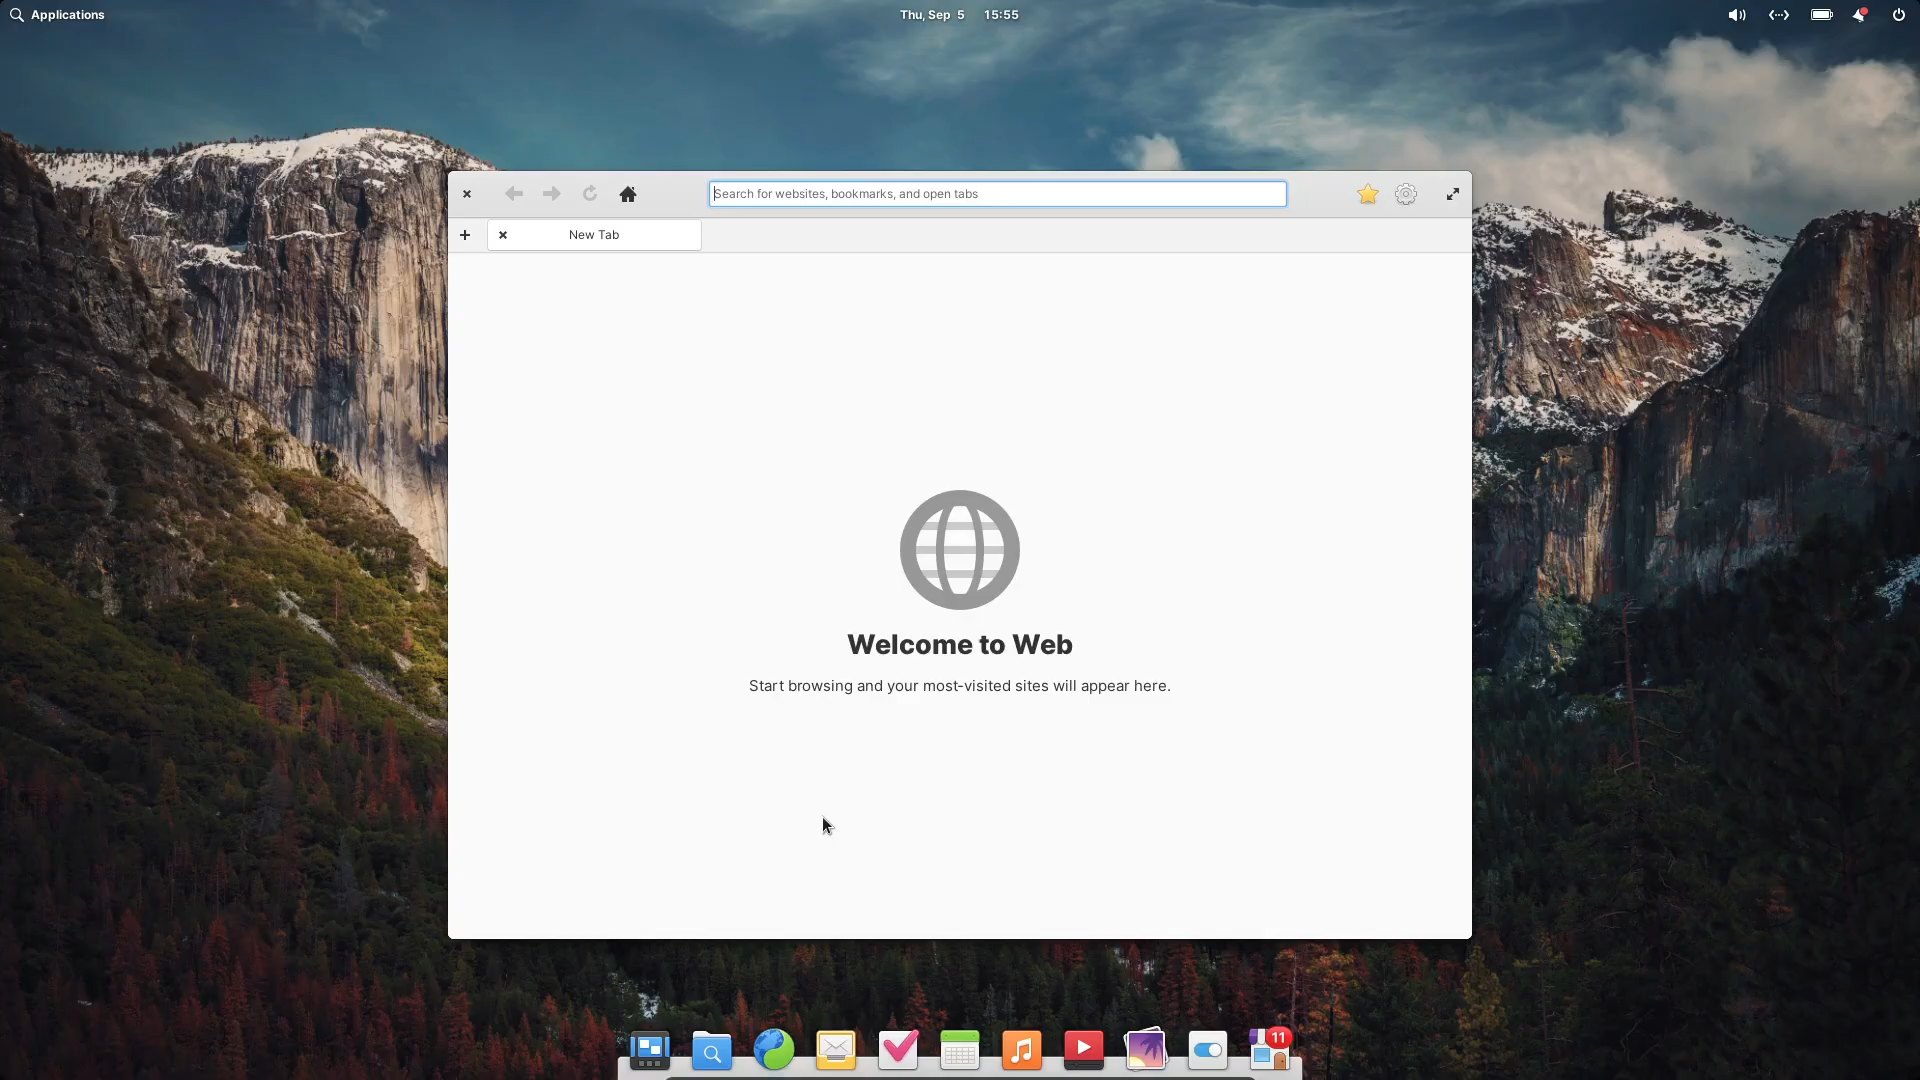 Applications
Thu, Sep 5 15:55
Search for websites, bookmarks, and open tabs
New Tab
Welcome to Web
Start browsing and your most-visited sites will appear here.
11